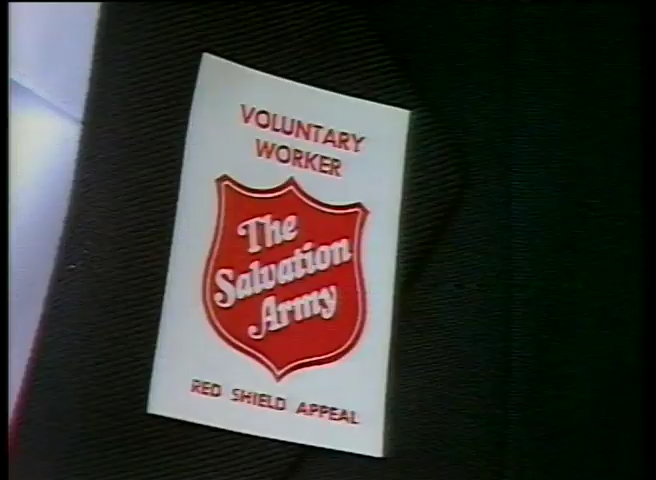 VOLUNTARY
WORKER
The
Salvation
Army
RED SHIELD APPEAL